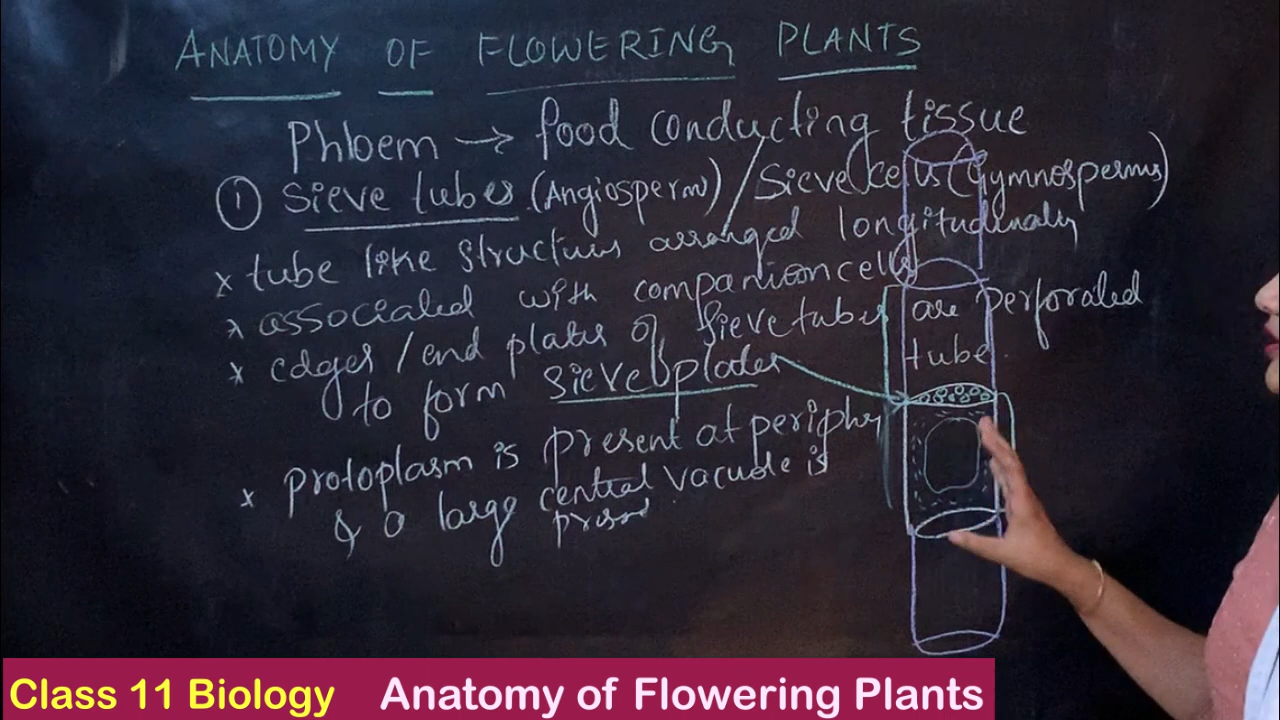 ANATOMY OF FLOWERING PLANTS
Phloem → food conducting tissue
① Sieve tubes (Angiosperms) / Sieve cells (Gymnosperms)
x tube like structures arranged longitudinally
x associated with companion cells
x edges / end plates of sieve tubes are perforated
to form sieve plates tube
x protoplasm is present at periphery
& a large central vacuole is
present
Class 11 Biology Anatomy of Flowering Plants